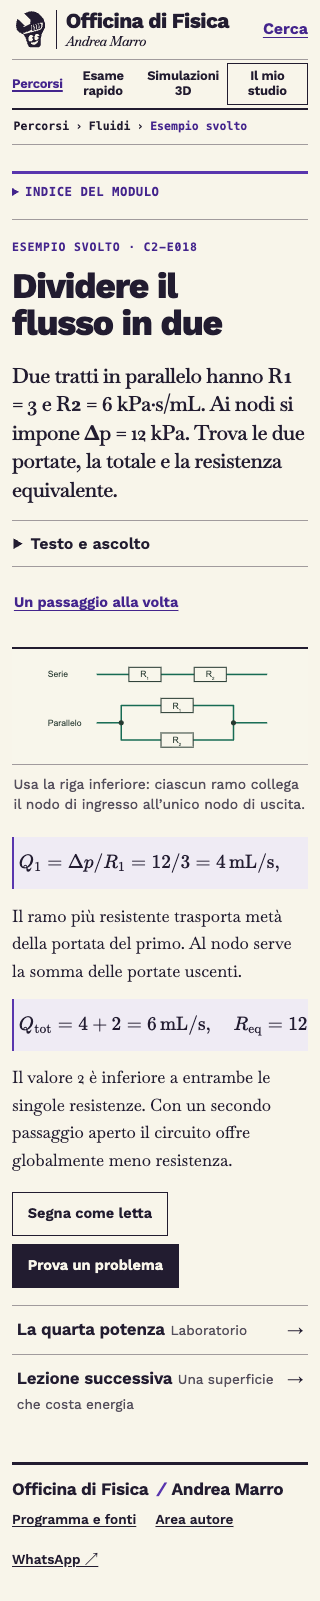 Officina di Fisica
Andrea Marro
Cerca
Percorsi
Esame rapido
Simulazioni 3D
Il mio studio
Percorsi › Fluidi › Esempio svolto
▶ INDICE DEL MODULO
ESEMPIO SVOLTO · C2–E018
Dividere il
flusso in due
Due tratti in parallelo hanno R1
= 3 e R2 = 6 kPa·s/mL. Ai nodi si
impone Δp = 12 kPa. Trova le due
portate, la totale e la resistenza
equivalente.
▶ Testo e ascolto
Un passaggio alla volta
Serie
R₁
R₂
Parallelo
R₁
R₂
Usa la riga inferiore: ciascun ramo collega
il nodo di ingresso all’unico nodo di uscita.
Q₁ = Δp/R₁ = 12/3 = 4 mL/s,
Il ramo più resistente trasporta metà
della portata del primo. Al nodo serve
la somma delle portate uscenti.
Q_tot = 4 + 2 = 6 mL/s, R_eq = 12
Il valore 2 è inferiore a entrambe le
singole resistenze. Con un secondo
passaggio aperto il circuito offre
globalmente meno resistenza.
Segna come letta
Prova un problema
La quarta potenza Laboratorio →
Lezione successiva Una superficie →
che costa energia
Officina di Fisica / Andrea Marro
Programma e fonti Area autore
WhatsApp ↗